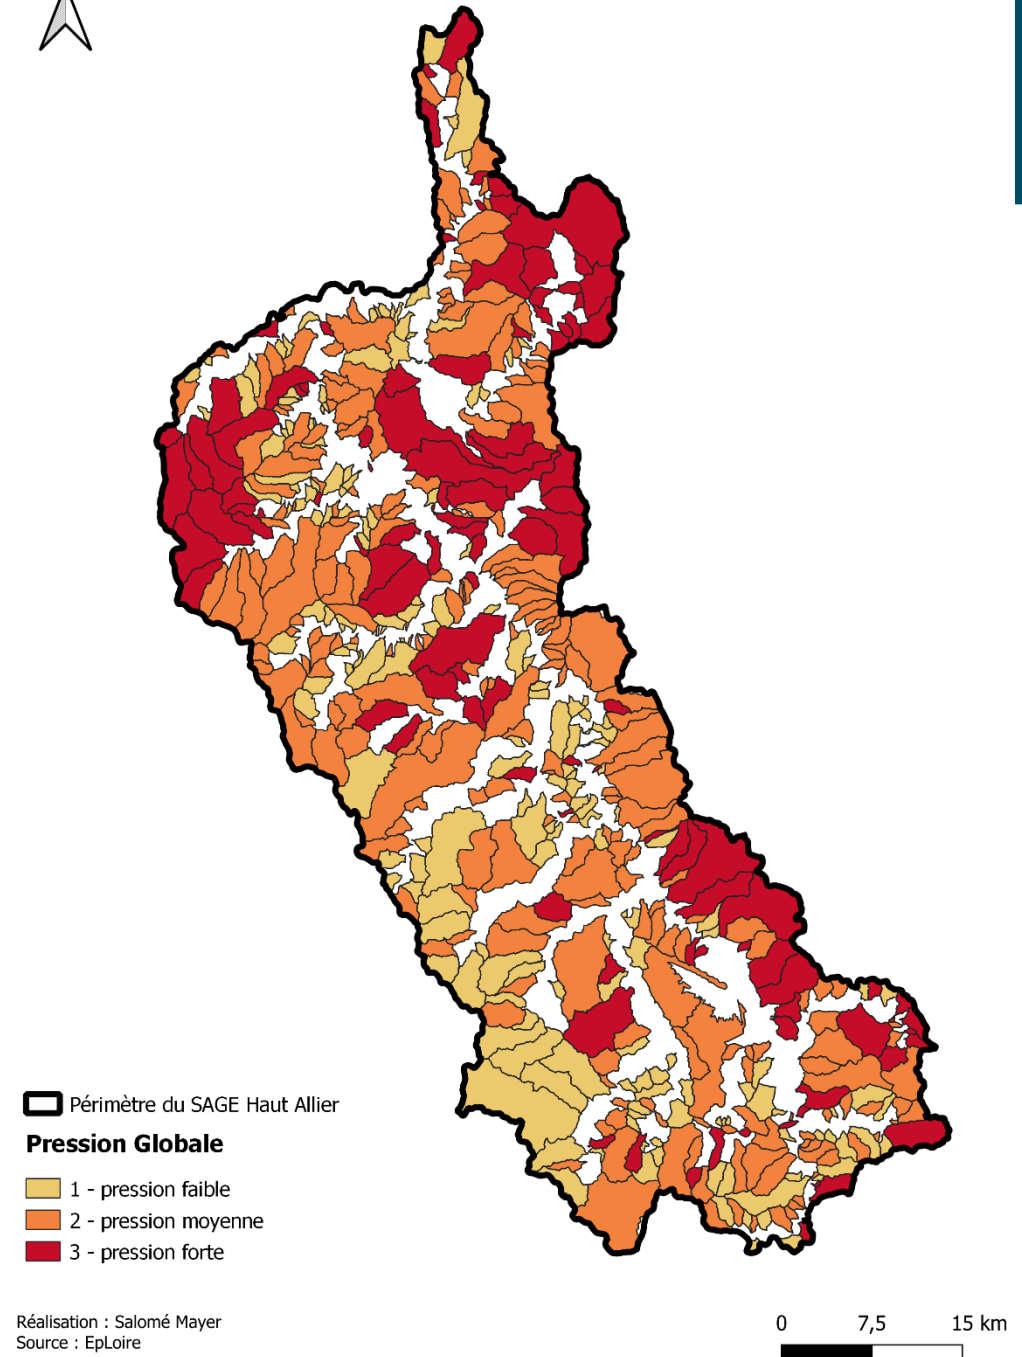 Périmètre du SAGE Haut Allier
Pression Globale
1 - pression faible
2 - pression moyenne
3 - pression forte
Réalisation : Salomé Mayer
Source : EpLoire
0 7,5 15 km